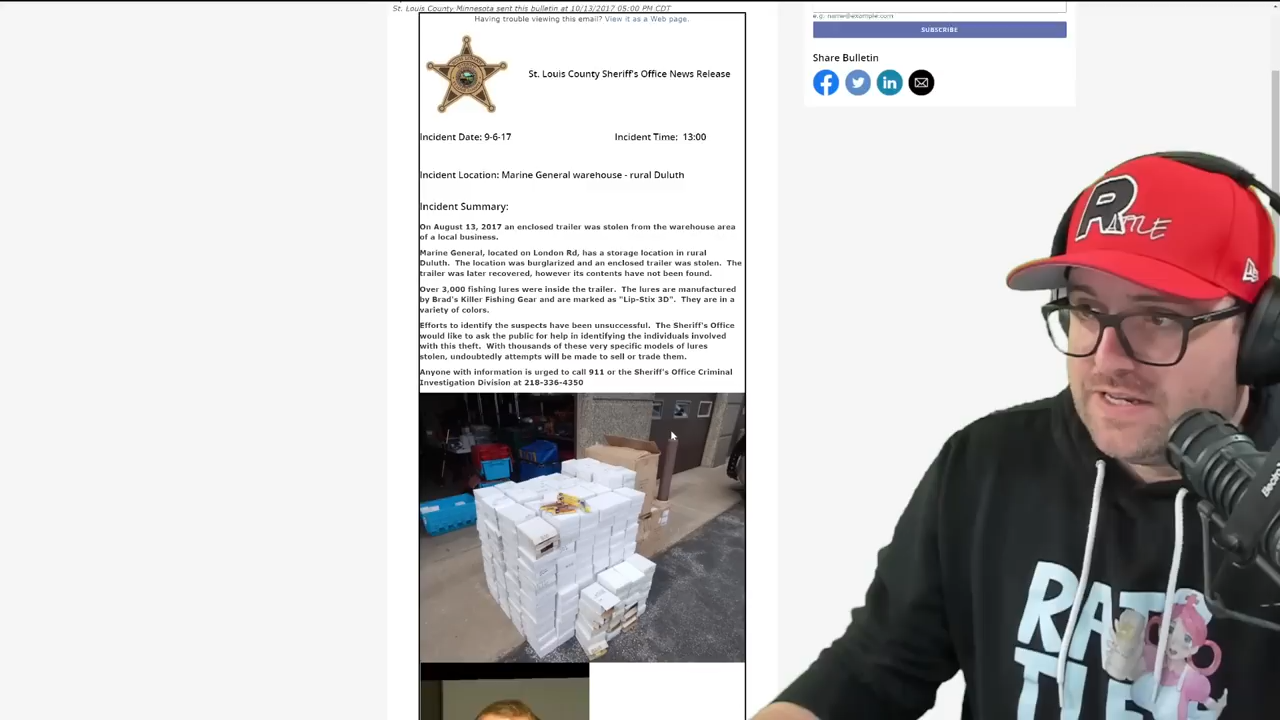 St. Louis County Minnesota sent this bulletin at 10/13/2017 05:00 PM CDT
Having trouble viewing this email? View it as a Web page.
St. Louis County Sheriff's Office News Release
Incident Date: 9-6-17
Incident Time: 13:00
Incident Location: Marine General warehouse - rural Duluth
Incident Summary:
On August 13, 2017 an enclosed trailer was stolen from the warehouse area
of a local business.
Marine General, located on London Rd, has a storage location in rural
Duluth. The location was burglarized and an enclosed trailer was stolen. The
trailer was later recovered, however its contents have not been found.
Over 3,000 fishing lures were inside the trailer. The lures are manufactured
by Brad's Killer Fishing Gear and are marked as "Lip-Stix 3D". They are in a
variety of colors.
Efforts to identify the suspects have been unsuccessful. The Sheriff's Office
would like to ask the public for help in identifying the individuals involved
with this theft. With thousands of these very specific models of lures
stolen, undoubtedly attempts will be made to sell or trade them.
Anyone with information is urged to call 911 or the Sheriff's Office Criminal
Investigation Division at 218-336-4350
e.g. name@example.com
SUBSCRIBE
Share Bulletin
in
R